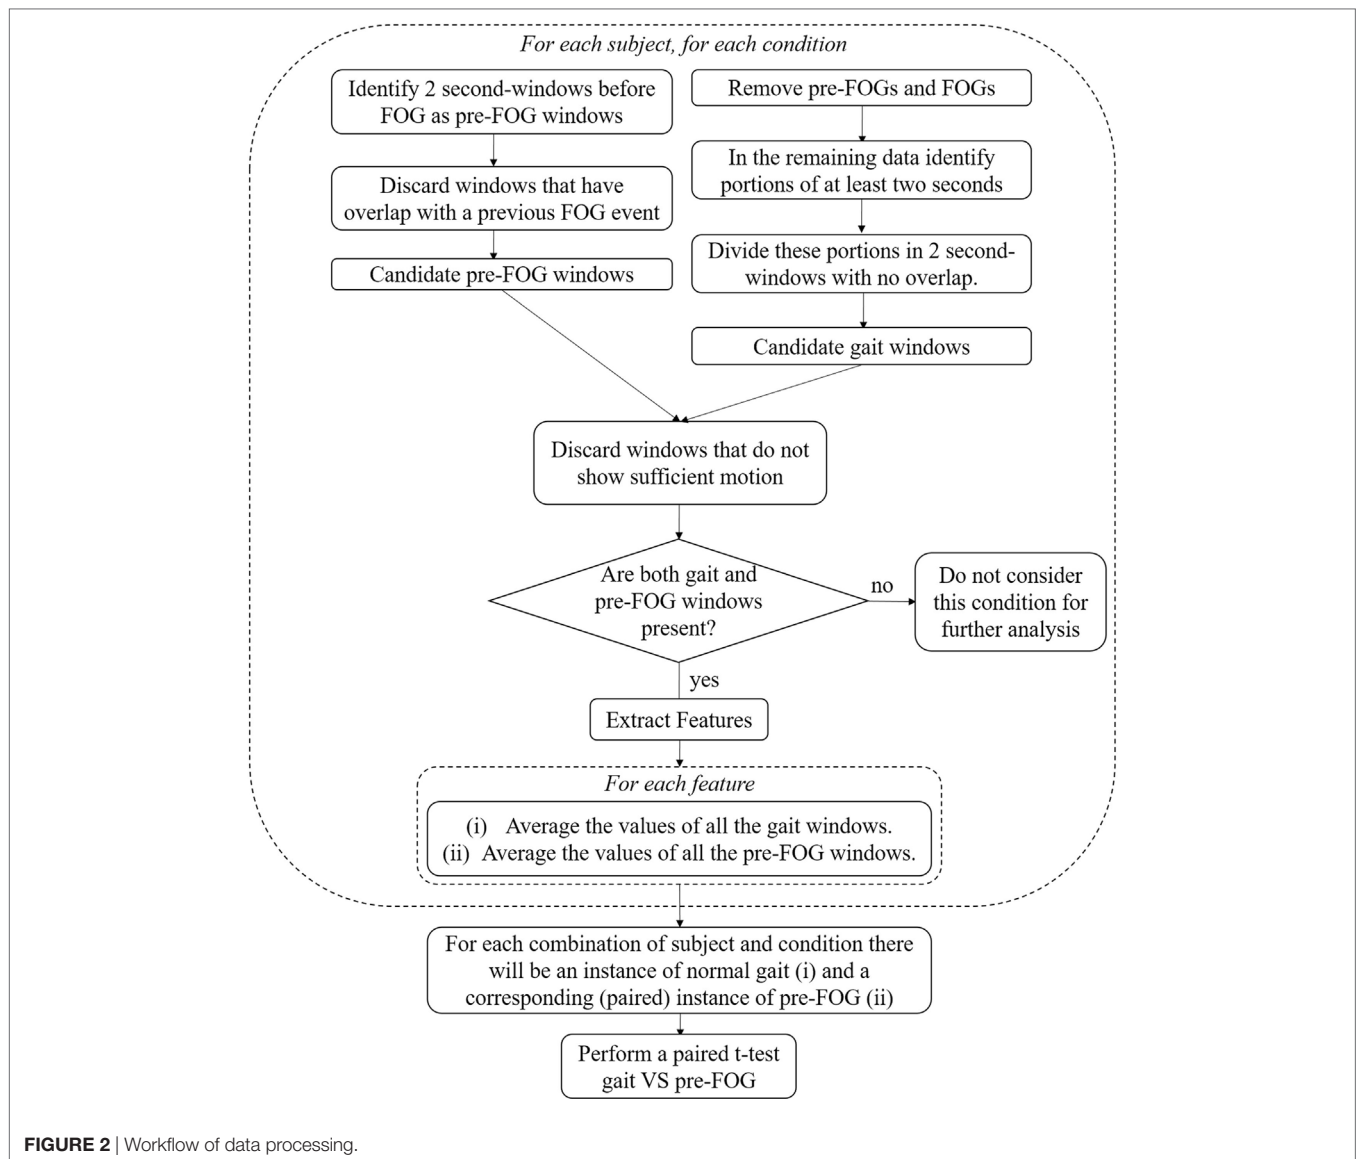 For each subject, for each condition
Identify 2 second-windows before
FOG as pre-FOG windows
Discard windows that have
overlap with a previous FOG event
Candidate pre-FOG windows
Remove pre-FOGs and FOGs
In the remaining data identify
portions of at least two seconds
Divide these portions in 2 second-
windows with no overlap.
Candidate gait windows
Discard windows that do not
show sufficient motion
Are both gait and
pre-FOG windows
present?
no
Do not consider
this condition for
further analysis
yes
Extract Features
For each feature
(i) Average the values of all the gait windows.
(ii) Average the values of all the pre-FOG windows.
For each combination of subject and condition there
will be an instance of normal gait (i) and a
corresponding (paired) instance of pre-FOG (ii)
Perform a paired t-test
gait VS pre-FOG
FIGURE 2 | Workflow of data processing.